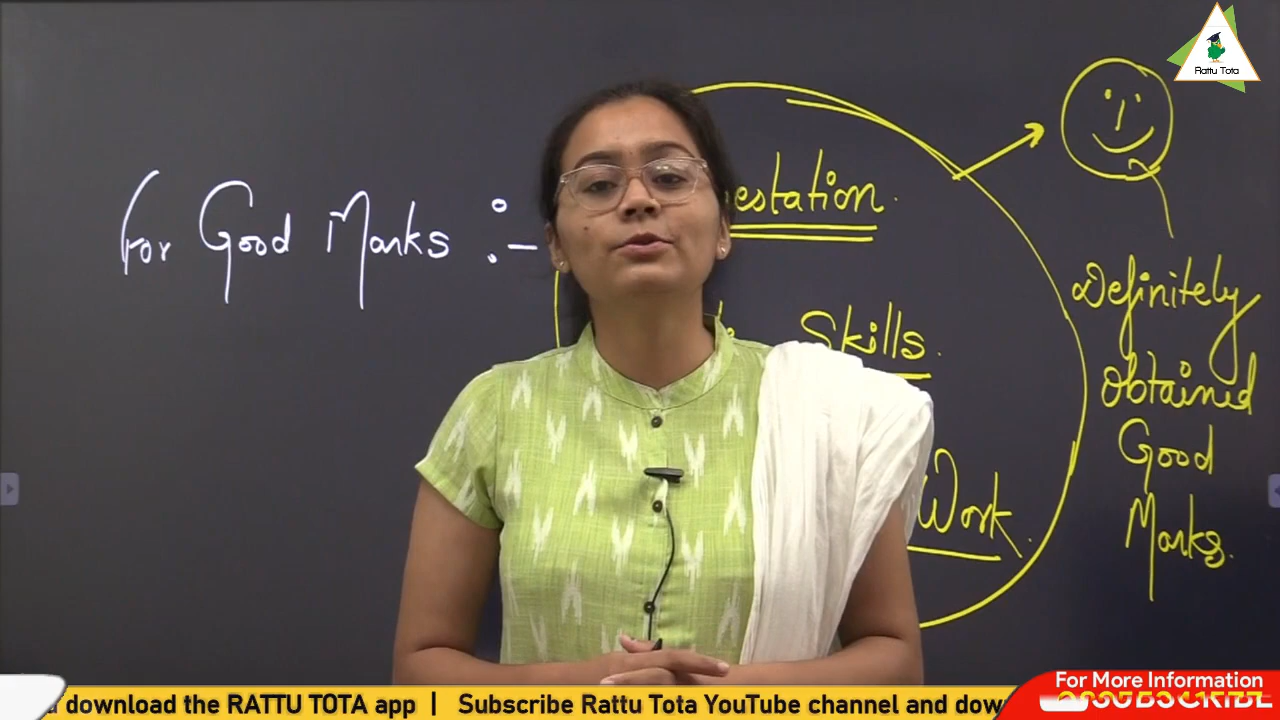 Rattu Tota
For Good Marks :-
estation.
Skills.
Work.
Definitely
Obtained
Good
Marks.
download the RATTU TOTA app | Subscribe Rattu Tota YouTube channel and dow
For More Information